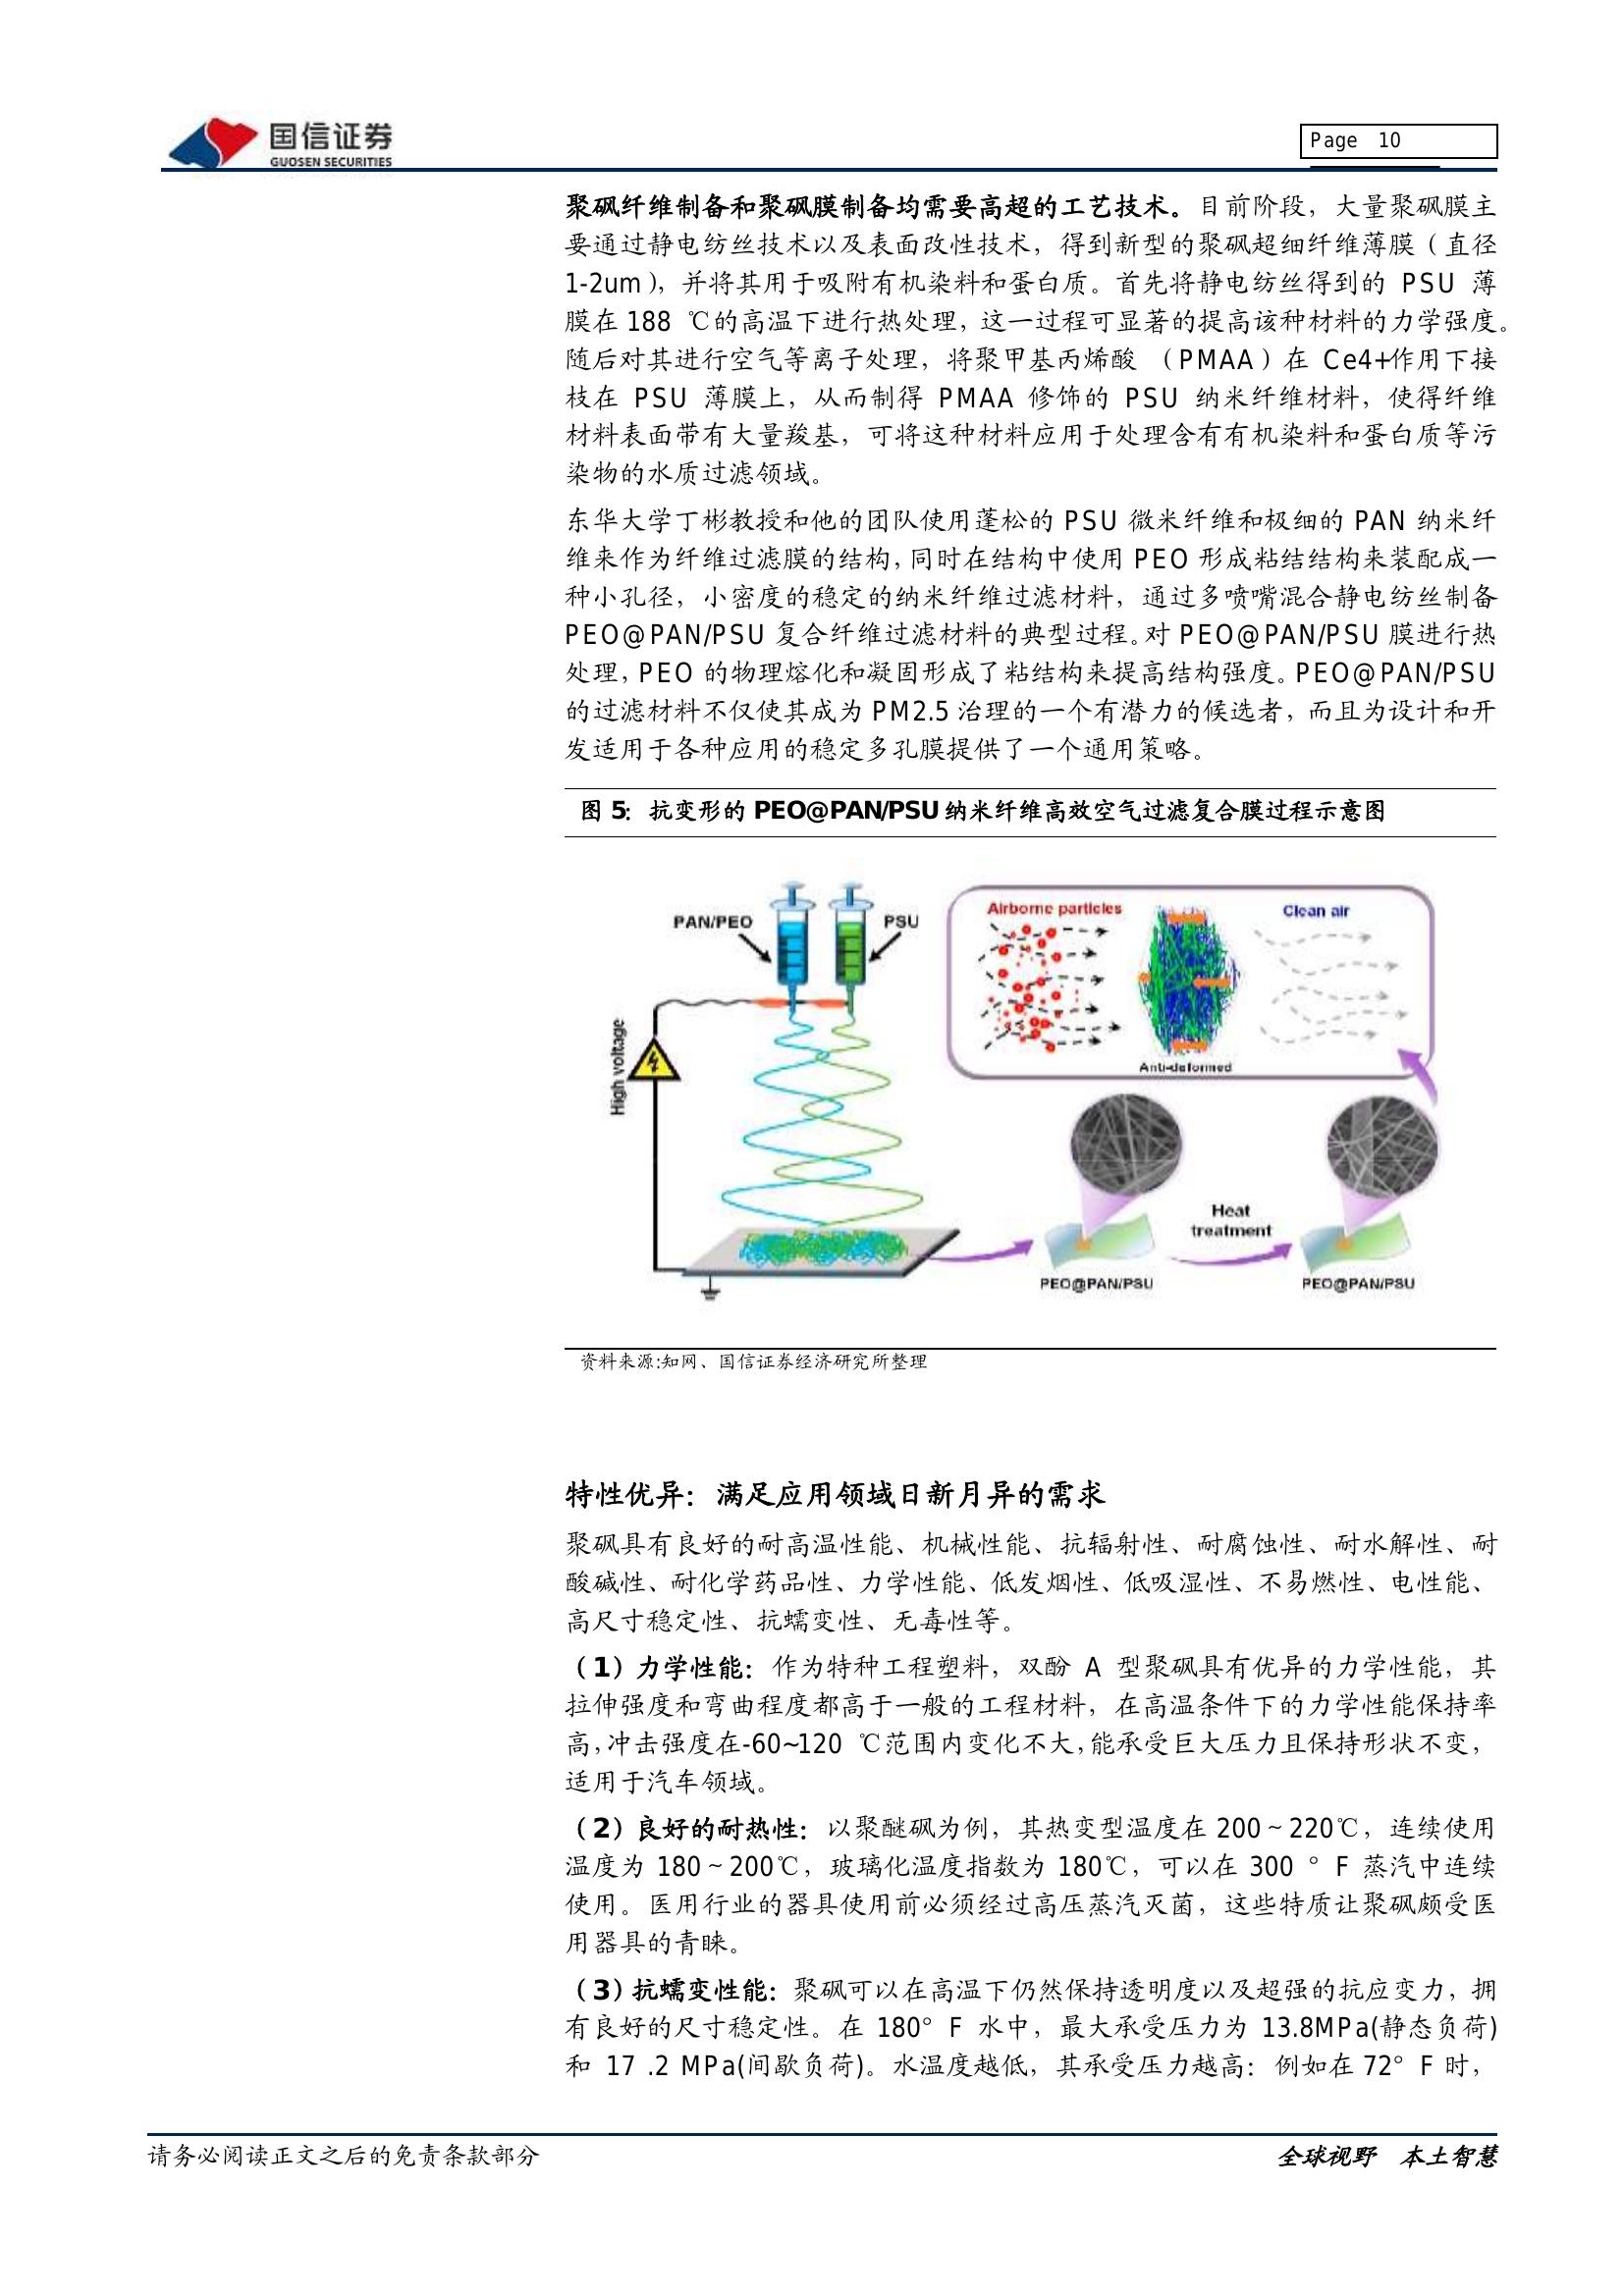 国信证券
GUOSEN SECURITIES
Page 10
聚砜纤维制备和聚砜膜制备均需要高超的工艺技术。目前阶段，大量聚砜膜主
要通过静电纺丝技术以及表面改性技术，得到新型的聚砜超细纤维薄膜（直径
1-2um），并将其用于吸附有机染料和蛋白质。首先将静电纺丝得到的 PSU 薄
膜在 188 ℃的高温下进行热处理，这一过程可显著的提高该种材料的力学强度。
随后对其进行空气等离子处理，将聚甲基丙烯酸 （PMAA）在 Ce4+作用下接
枝在 PSU 薄膜上，从而制得 PMAA 修饰的 PSU 纳米纤维材料，使得纤维
材料表面带有大量羧基，可将这种材料应用于处理含有有机染料和蛋白质等污
染物的水质过滤领域。
东华大学丁彬教授和他的团队使用蓬松的 PSU 微米纤维和极细的 PAN 纳米纤
维来作为纤维过滤膜的结构，同时在结构中使用 PEO 形成粘结结构来装配成一
种小孔径，小密度的稳定的纳米纤维过滤材料，通过多喷嘴混合静电纺丝制备
PEO@PAN/PSU 复合纤维过滤材料的典型过程。对 PEO@PAN/PSU 膜进行热
处理，PEO 的物理熔化和凝固形成了粘结构来提高结构强度。PEO@PAN/PSU
的过滤材料不仅使其成为 PM2.5 治理的一个有潜力的候选者，而且为设计和开
发适用于各种应用的稳定多孔膜提供了一个通用策略。
图 5：抗变形的 PEO@PAN/PSU 纳米纤维高效空气过滤复合膜过程示意图
PAN/PEO
PSU
High voltage
Airborne particles
Clean air
Anti-deformed
Heat
treatment
PEO@PAN/PSU
PEO@PAN/PSU
资料来源:知网、国信证券经济研究所整理
特性优异：满足应用领域日新月异的需求
聚砜具有良好的耐高温性能、机械性能、抗辐射性、耐腐蚀性、耐水解性、耐
酸碱性、耐化学药品性、力学性能、低发烟性、低吸湿性、不易燃性、电性能、
高尺寸稳定性、抗蠕变性、无毒性等。
（1）力学性能：作为特种工程塑料，双酚 A 型聚砜具有优异的力学性能，其
拉伸强度和弯曲程度都高于一般的工程材料，在高温条件下的力学性能保持率
高，冲击强度在-60~120 ℃范围内变化不大，能承受巨大压力且保持形状不变，
适用于汽车领域。
（2）良好的耐热性：以聚醚砜为例，其热变型温度在 200～220℃，连续使用
温度为 180～200℃，玻璃化温度指数为 180℃，可以在 300 ° F 蒸汽中连续
使用。医用行业的器具使用前必须经过高压蒸汽灭菌，这些特质让聚砜颇受医
用器具的青睐。
（3）抗蠕变性能：聚砜可以在高温下仍然保持透明度以及超强的抗应变力，拥
有良好的尺寸稳定性。在 180° F 水中，最大承受压力为 13.8MPa(静态负荷)
和 17 .2 MPa(间歇负荷)。水温度越低，其承受压力越高：例如在 72° F 时，
请务必阅读正文之后的免责条款部分
全球视野 本土智慧